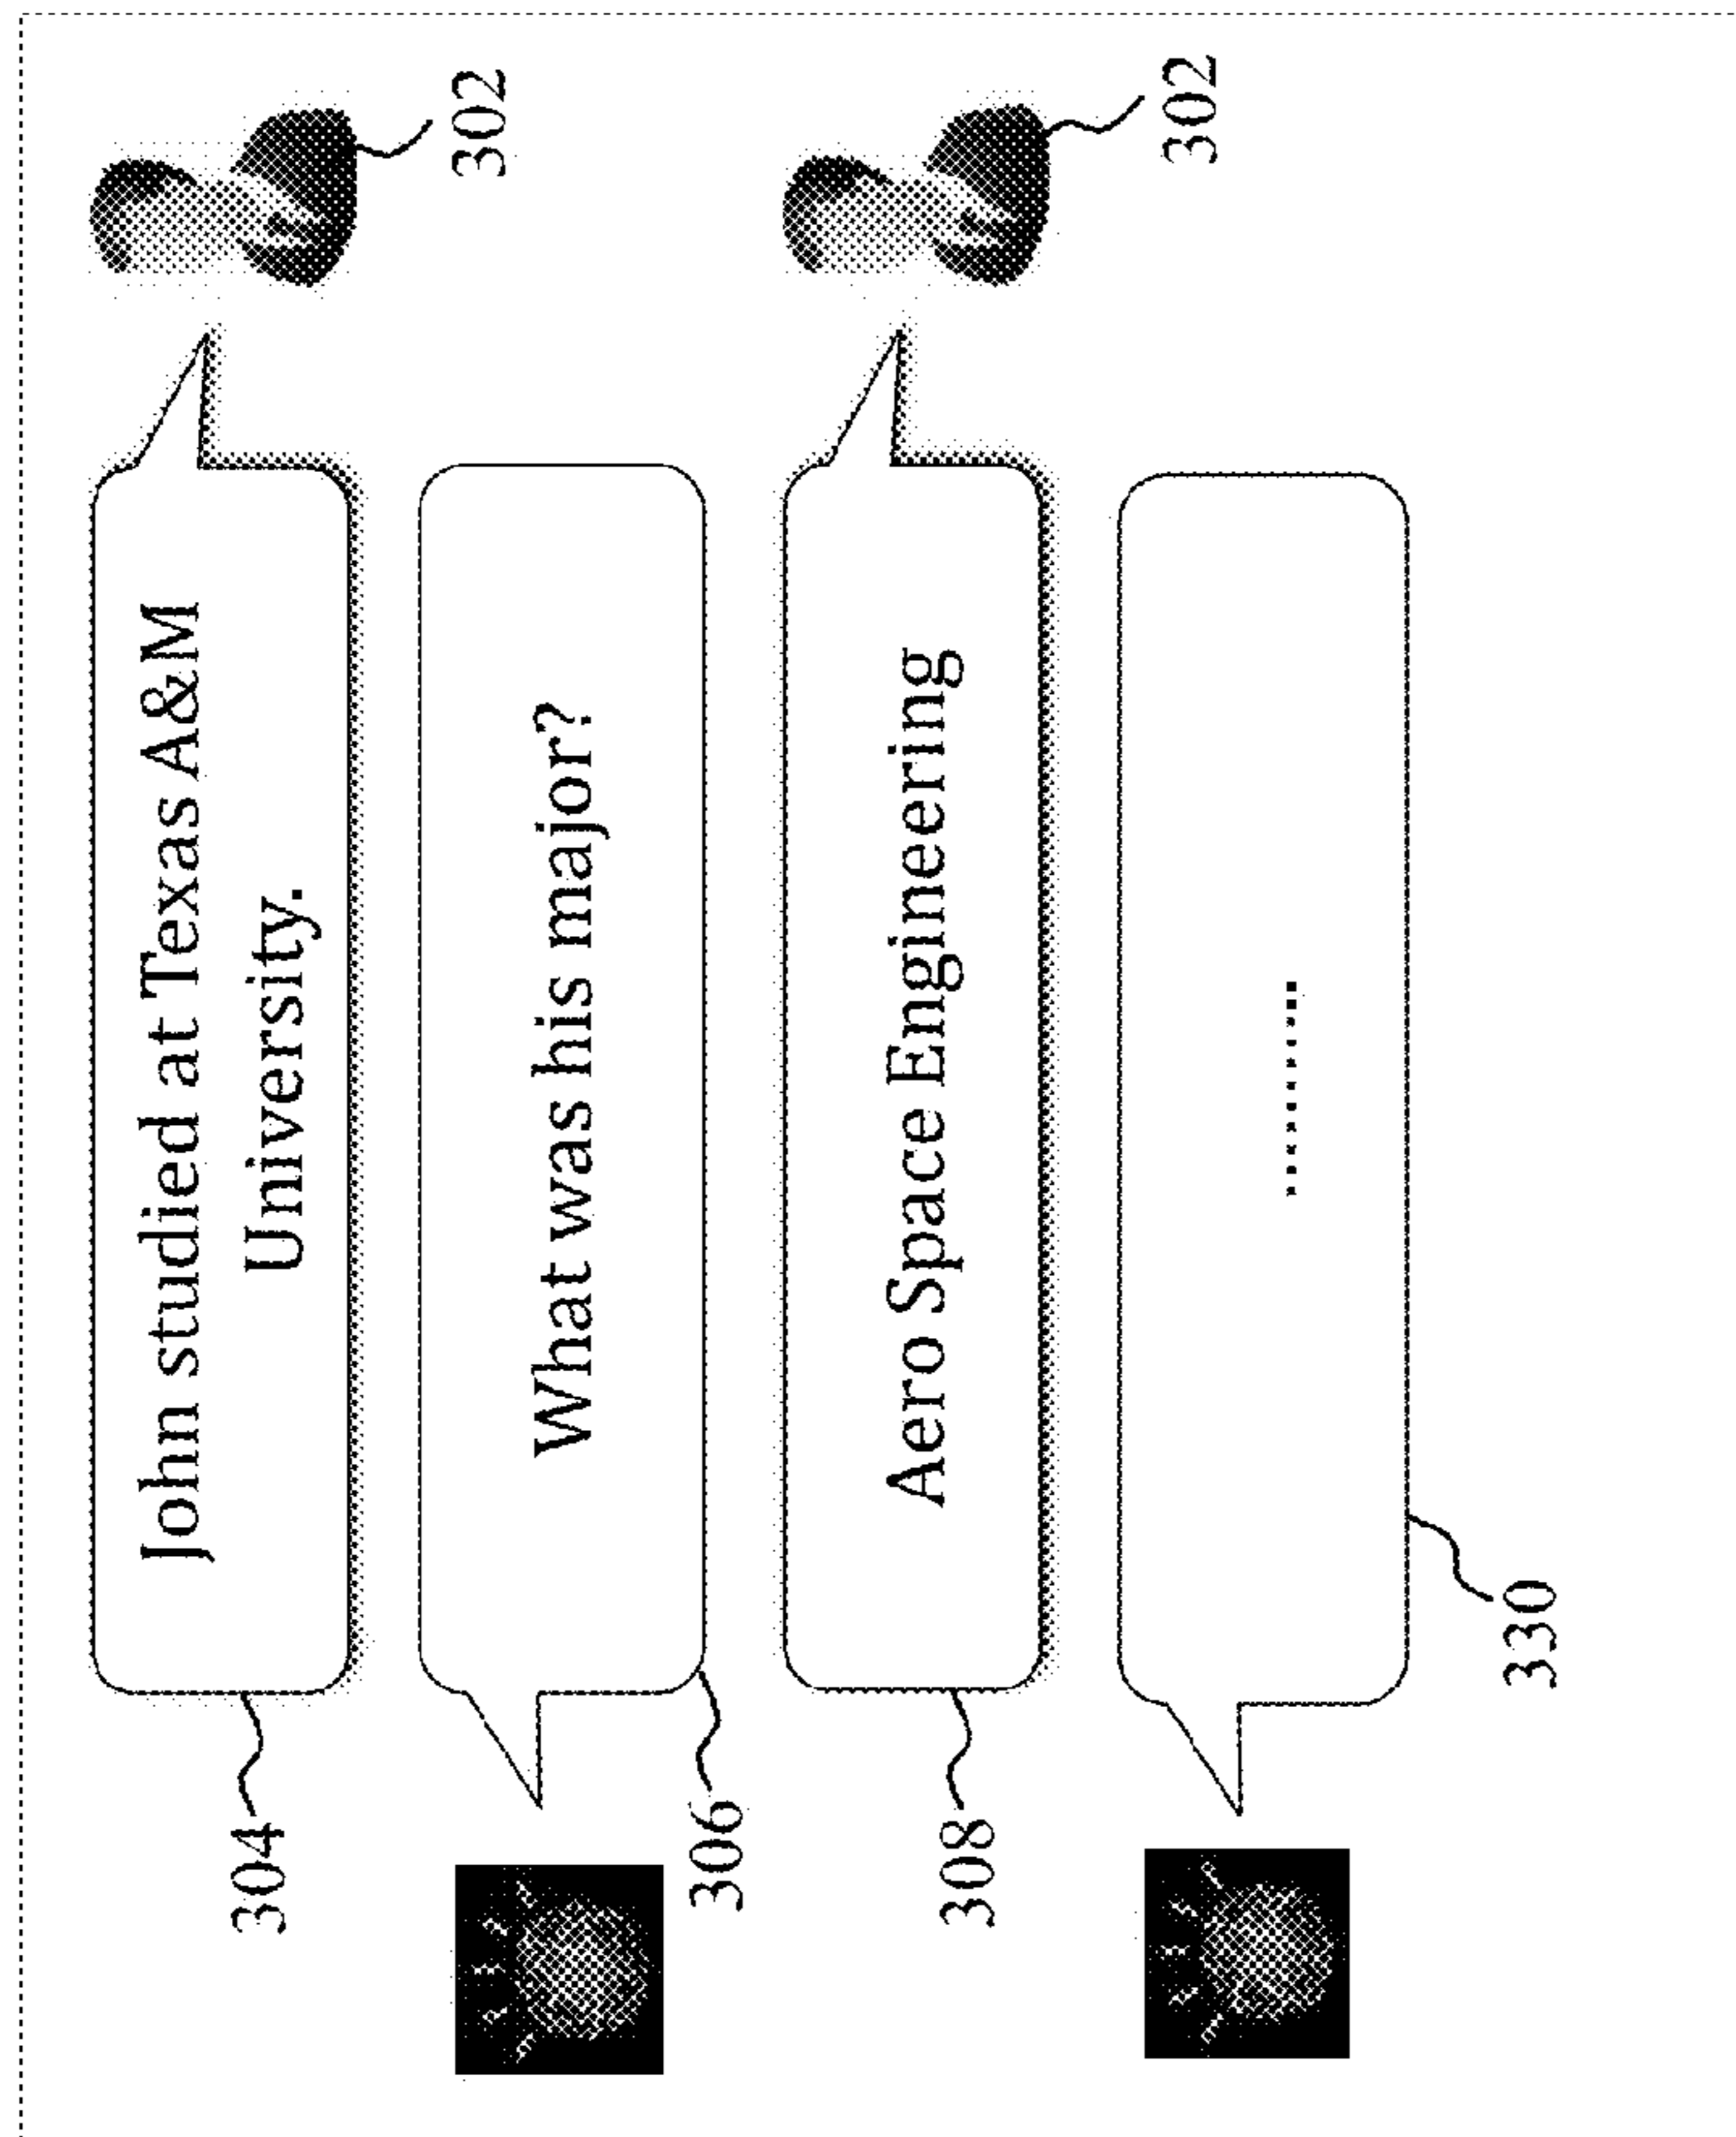 302
John studied at Texas A&M
University.
304
What was his major?
306
302
Aero Space Engineering
308
...........
330